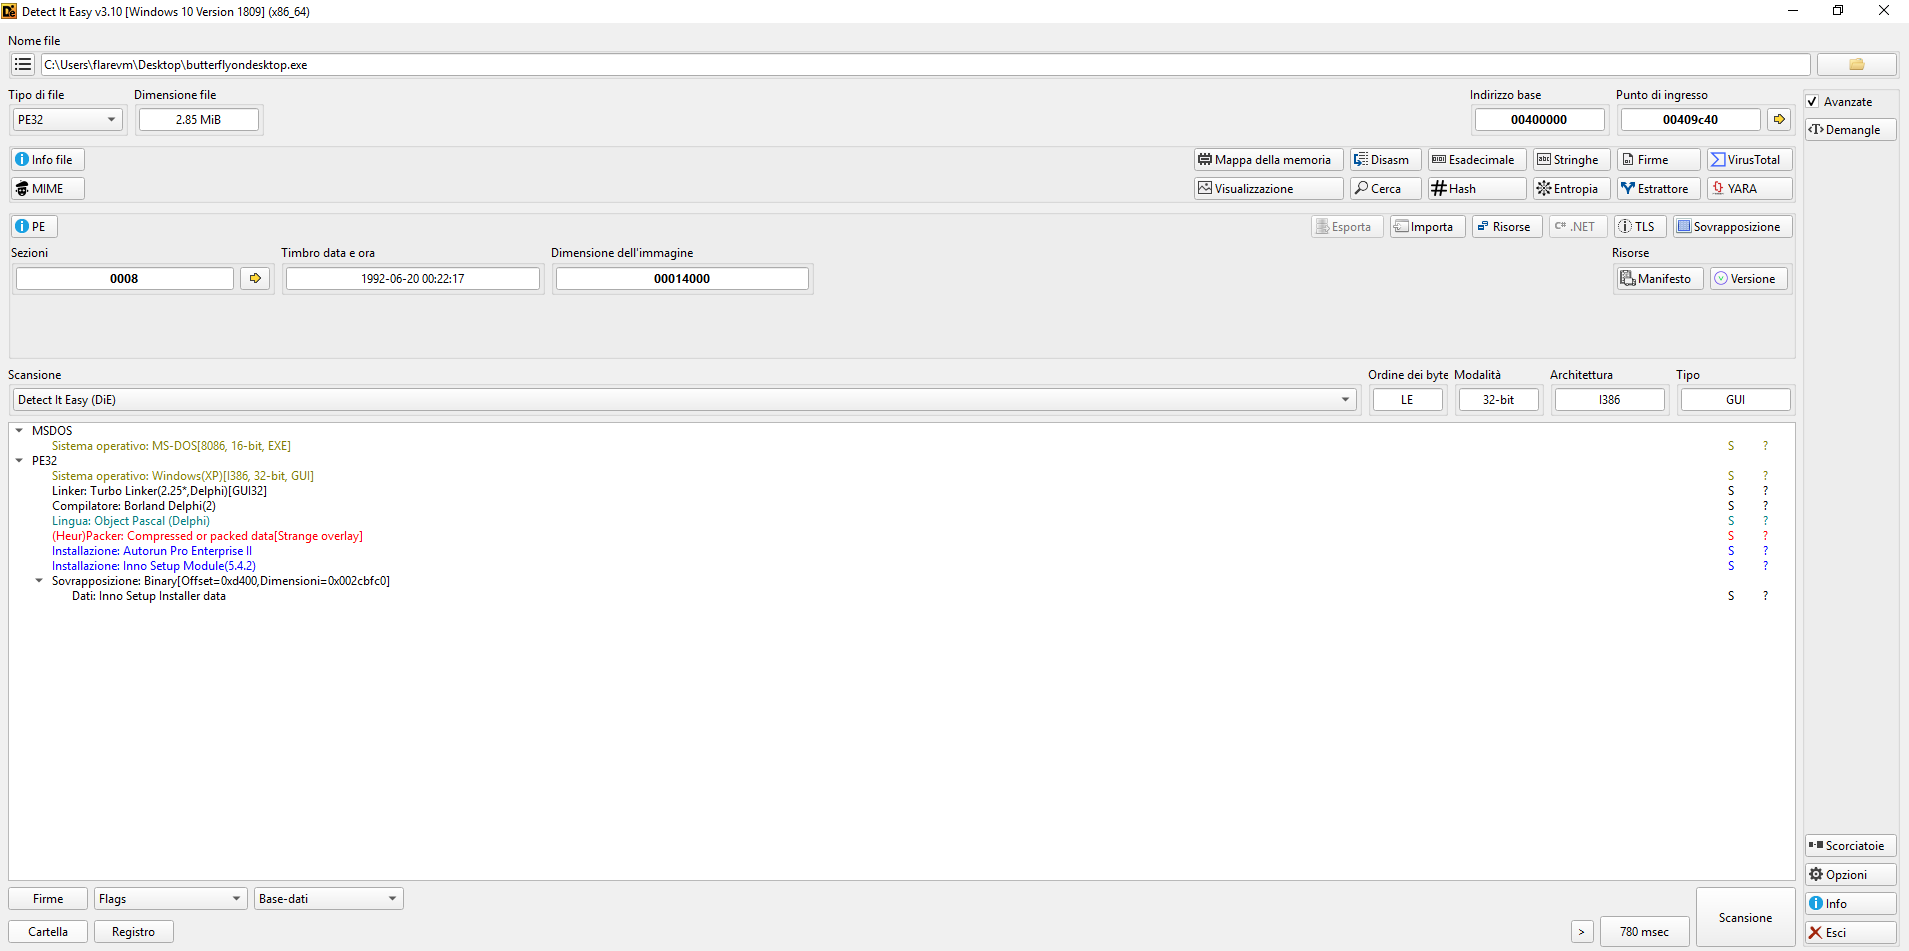 Detect It Easy v3.10 [Windows 10 Version 1809] (x86_64)
Nome file
C:\Users\flarevm\Desktop\butterflyondesktop.exe
Tipo di file
Dimensione file
Indirizzo base
Punto di ingresso
Avanzate
PE32
2.85 MiB
00400000
00409c40
Demangle
Info file
Mappa della memoria
Disasm
Esadecimale
Stringhe
Firme
VirusTotal
MIME
Visualizzazione
Cerca
Hash
Entropia
Estrattore
YARA
PE
Esporta
Importa
Risorse
C# .NET
TLS
Sovrapposizione
Sezioni
Timbro data e ora
Dimensione dell'immagine
Risorse
0008
1992-06-20 00:22:17
00014000
Manifesto
Versione
Scansione
Ordine dei byte
Modalità
Architettura
Tipo
Detect It Easy (DiE)
LE
32-bit
I386
GUI
MSDOS
Sistema operativo: MS-DOS[8086, 16-bit, EXE] S ?
PE32
Sistema operativo: Windows(XP)[I386, 32-bit, GUI] S ?
Linker: Turbo Linker(2.25*,Delphi)[GUI32] S ?
Compilatore: Borland Delphi(2) S ?
Lingua: Object Pascal (Delphi) S ?
(Heur)Packer: Compressed or packed data[Strange overlay] S ?
Installazione: Autorun Pro Enterprise II S ?
Installazione: Inno Setup Module(5.4.2) S ?
Sovrapposizione: Binary[Offset=0xd400,Dimensioni=0x002cbfc0]
Dati: Inno Setup Installer data S ?
Scorciatoie
Opzioni
Info
Esci
Firme
Flags
Base-dati
Cartella
Registro
>
780 msec
Scansione